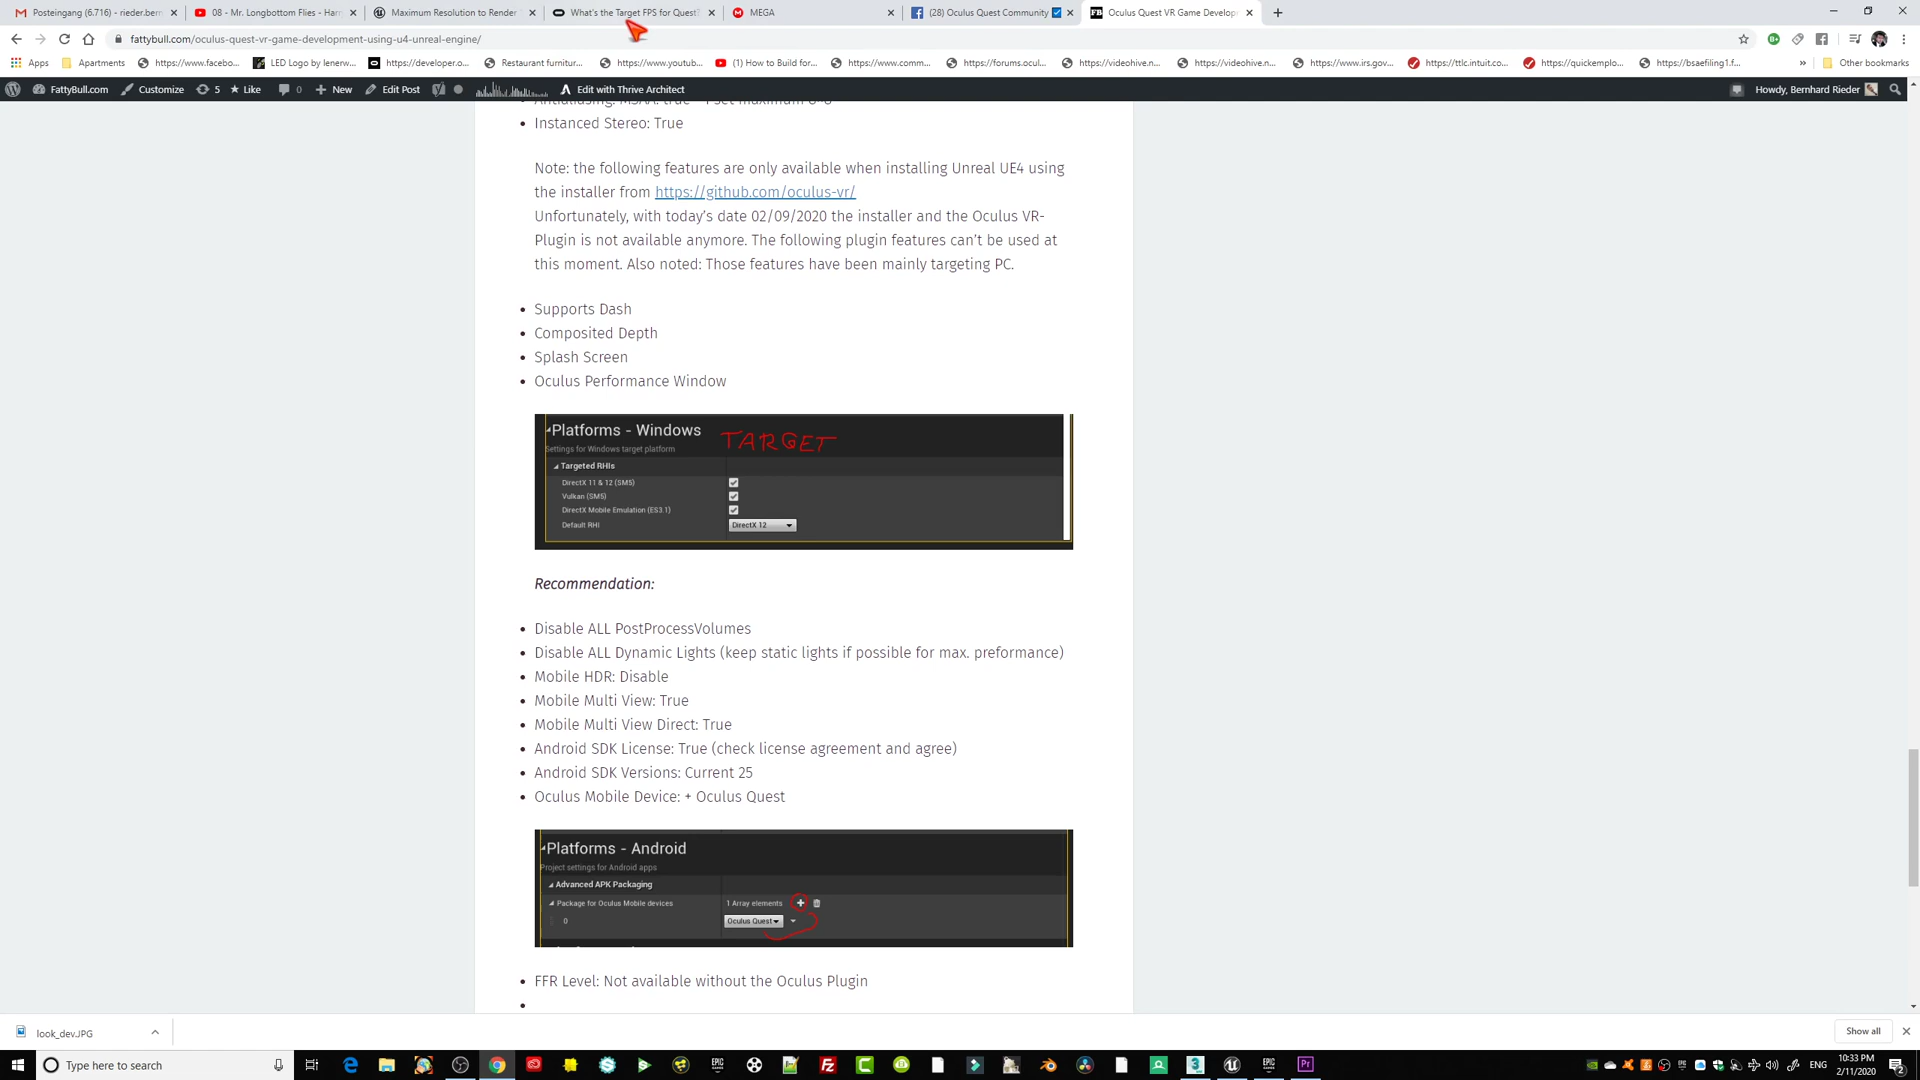 Posteingang (6.716) - rieder.ber
08 - Mr. Longbottom Flies - Harr
Maximum Resolution to Render
What's the Target FPS for Quest?
MEGA
(28) Oculus Quest Community
Oculus Quest VR Game Develop
fattybull.com/oculus-quest-vr-game-development-using-u4-unreal-engine/
Apps
Apartments
https://www.facebo...
LED Logo by lenerw...
https://developer.o...
Restaurant furnitur...
https://www.youtub...
(1) How to Build for...
https://www.comm...
https://forums.ocul...
https://videohive.n...
https://videohive.n...
https://www.irs.gov...
https://ttlc.intuit.co...
https://quickemplo...
https://bsaefiling1.f...
»
Other bookmarks
FattyBull.com
Customize
5
Like
0
New
Edit Post
Edit with Thrive Architect
Howdy, Bernhard Rieder
• Instanced Stereo: True
Note: the following features are only available when installing Unreal UE4 using
the installer from https://github.com/oculus-vr/
Unfortunately, with today's date 02/09/2020 the installer and the Oculus VR-
Plugin is not available anymore. The following plugin features can't be used at
this moment. Also noted: Those features have been mainly targeting PC.
• Supports Dash
• Composited Depth
• Splash Screen
• Oculus Performance Window
Platforms - Windows
TARGET
Settings for Windows target platform
Targeted RHIs
DirectX 11 & 12 (SM5)
Vulkan (SM5)
DirectX Mobile Emulation (ES3.1)
Default RHI
DirectX 12
Recommendation:
• Disable ALL PostProcessVolumes
• Disable ALL Dynamic Lights (keep static lights if possible for max. preformance)
• Mobile HDR: Disable
• Mobile Multi View: True
• Mobile Multi View Direct: True
• Android SDK License: True (check license agreement and agree)
• Android SDK Versions: Current 25
• Oculus Mobile Device: + Oculus Quest
Platforms - Android
Project settings for Android apps
Advanced APK Packaging
Package for Oculus Mobile devices
1 Array elements
0
Oculus Quest
• FFR Level: Not available without the Oculus Plugin
•
look_dev.JPG
Show all
Type here to search
ENG
10:33 PM
2/11/2020